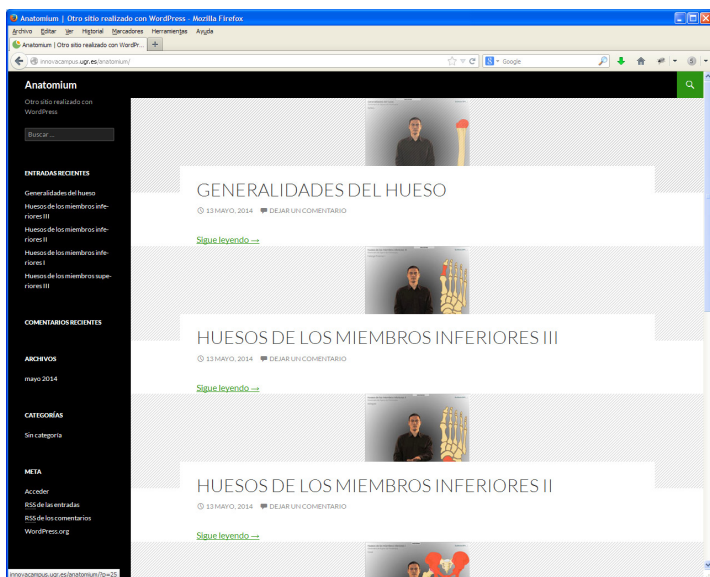 Anatomium | Otro sitio realizado con WordPress - Mozilla Firefox
Archivo Editar Ver Historial Marcadores Herramientas Ayuda
Anatomium | Otro sitio realizado con WordPr...
innovacampus.ugr.es/anatomium/
Google
Anatomium
Otro sitio realizado con
WordPress
Buscar ...
ENTRADAS RECIENTES
Generalidades del hueso
Huesos de los miembros infe-
riores III
Huesos de los miembros infe-
riores II
Huesos de los miembros infe-
riores I
Huesos de los miembros supe-
riores III
COMENTARIOS RECIENTES
ARCHIVOS
mayo 2014
CATEGORÍAS
Sin categoría
META
Acceder
RSS de las entradas
RSS de los comentarios
WordPress.org
GENERALIDADES DEL HUESO
13 MAYO, 2014 DEJAR UN COMENTARIO
Sigue leyendo →
HUESOS DE LOS MIEMBROS INFERIORES III
13 MAYO, 2014 DEJAR UN COMENTARIO
Sigue leyendo →
HUESOS DE LOS MIEMBROS INFERIORES II
13 MAYO, 2014 DEJAR UN COMENTARIO
Sigue leyendo →
innovacampus.ugr.es/anatomium/?p=25